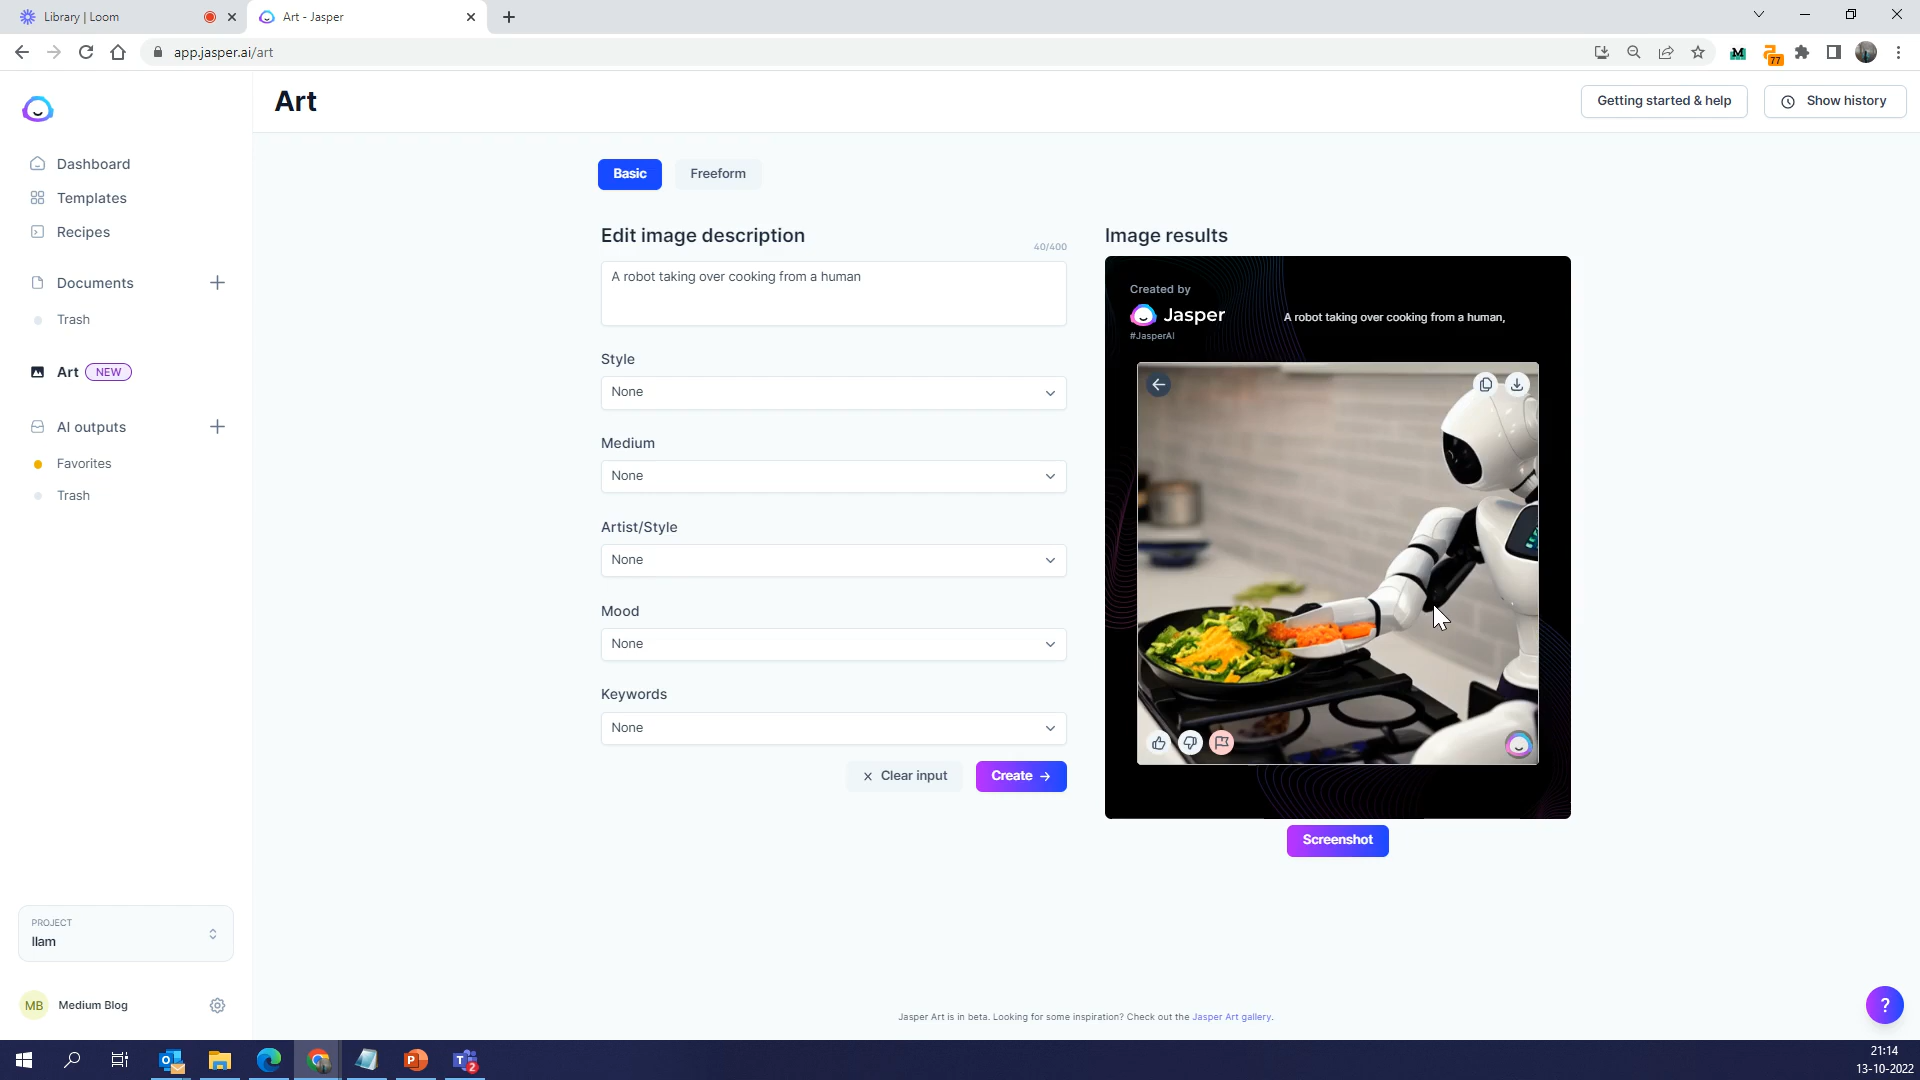 Library | Loom
Art - Jasper
app.jasper.ai/art
77
Art
Getting started & help
Show history
Dashboard
Templates
Recipes
Documents
Trash
Art NEW
AI outputs
Favorites
Trash
PROJECT
llam
MB Medium Blog
Basic
Freeform
Edit image description
40/400
A robot taking over cooking from a human
Style
None
Medium
None
Artist/Style
None
Mood
None
Keywords
None
Clear input
Create
Image results
Created by
Jasper
#JasperAI
A robot taking over cooking from a human,
Screenshot
Jasper Art is in beta. Looking for some inspiration? Check out the Jasper Art gallery.
?
2
21:14
13-10-2022